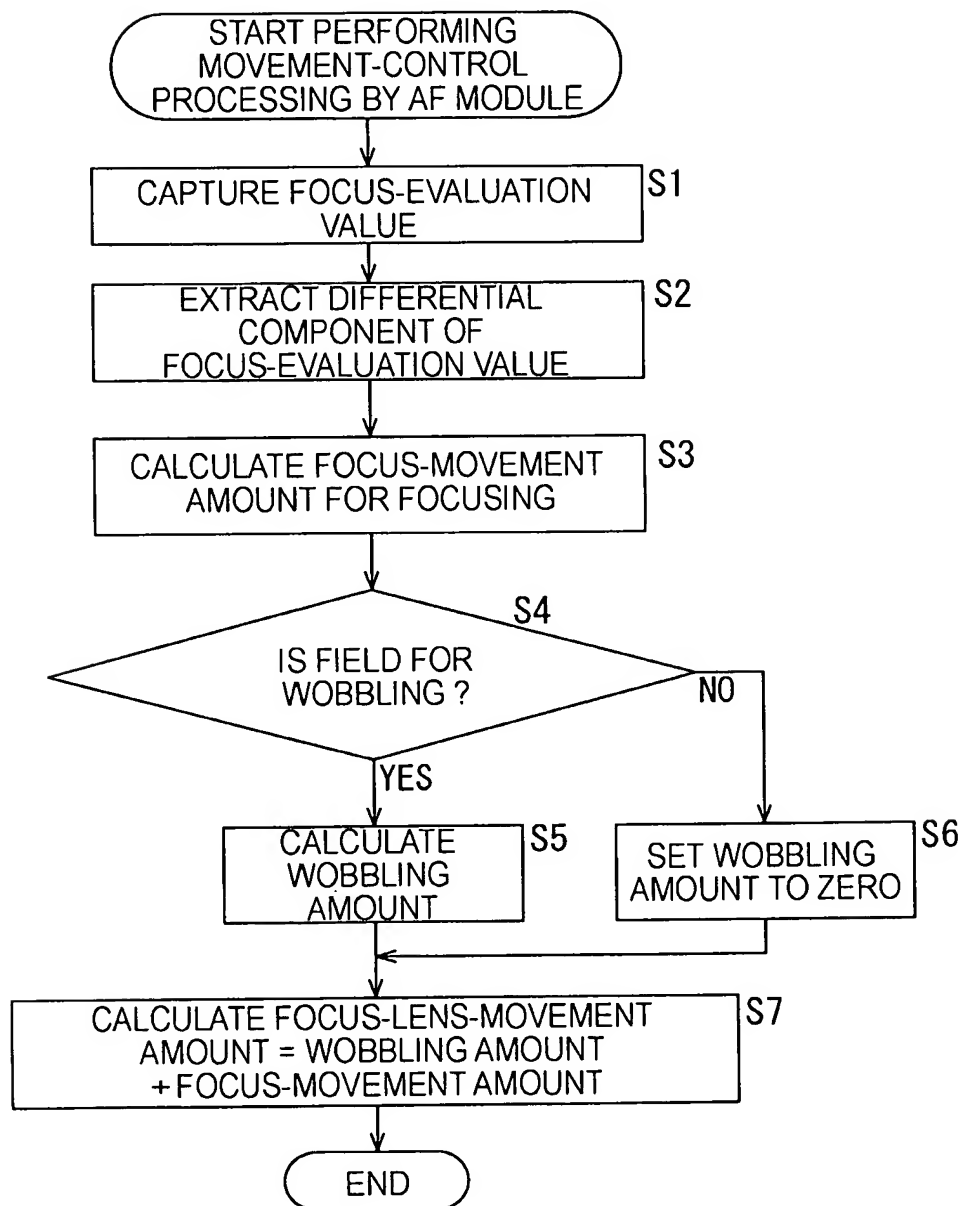 START PERFORMING
MOVEMENT-CONTROL
PROCESSING BY AF MODULE
CAPTURE FOCUS-EVALUATION
VALUE
S1
EXTRACT DIFFERENTIAL
COMPONENT OF
FOCUS-EVALUATION VALUE
S2
CALCULATE FOCUS-MOVEMENT
AMOUNT FOR FOCUSING
S3
S4
IS FIELD FOR
WOBBLING ?
NO
YES
CALCULATE
WOBBLING
AMOUNT
S5
SET WOBBLING
AMOUNT TO ZERO
S6
CALCULATE FOCUS-LENS-MOVEMENT
AMOUNT = WOBBLING AMOUNT
+FOCUS-MOVEMENT AMOUNT
S7
END